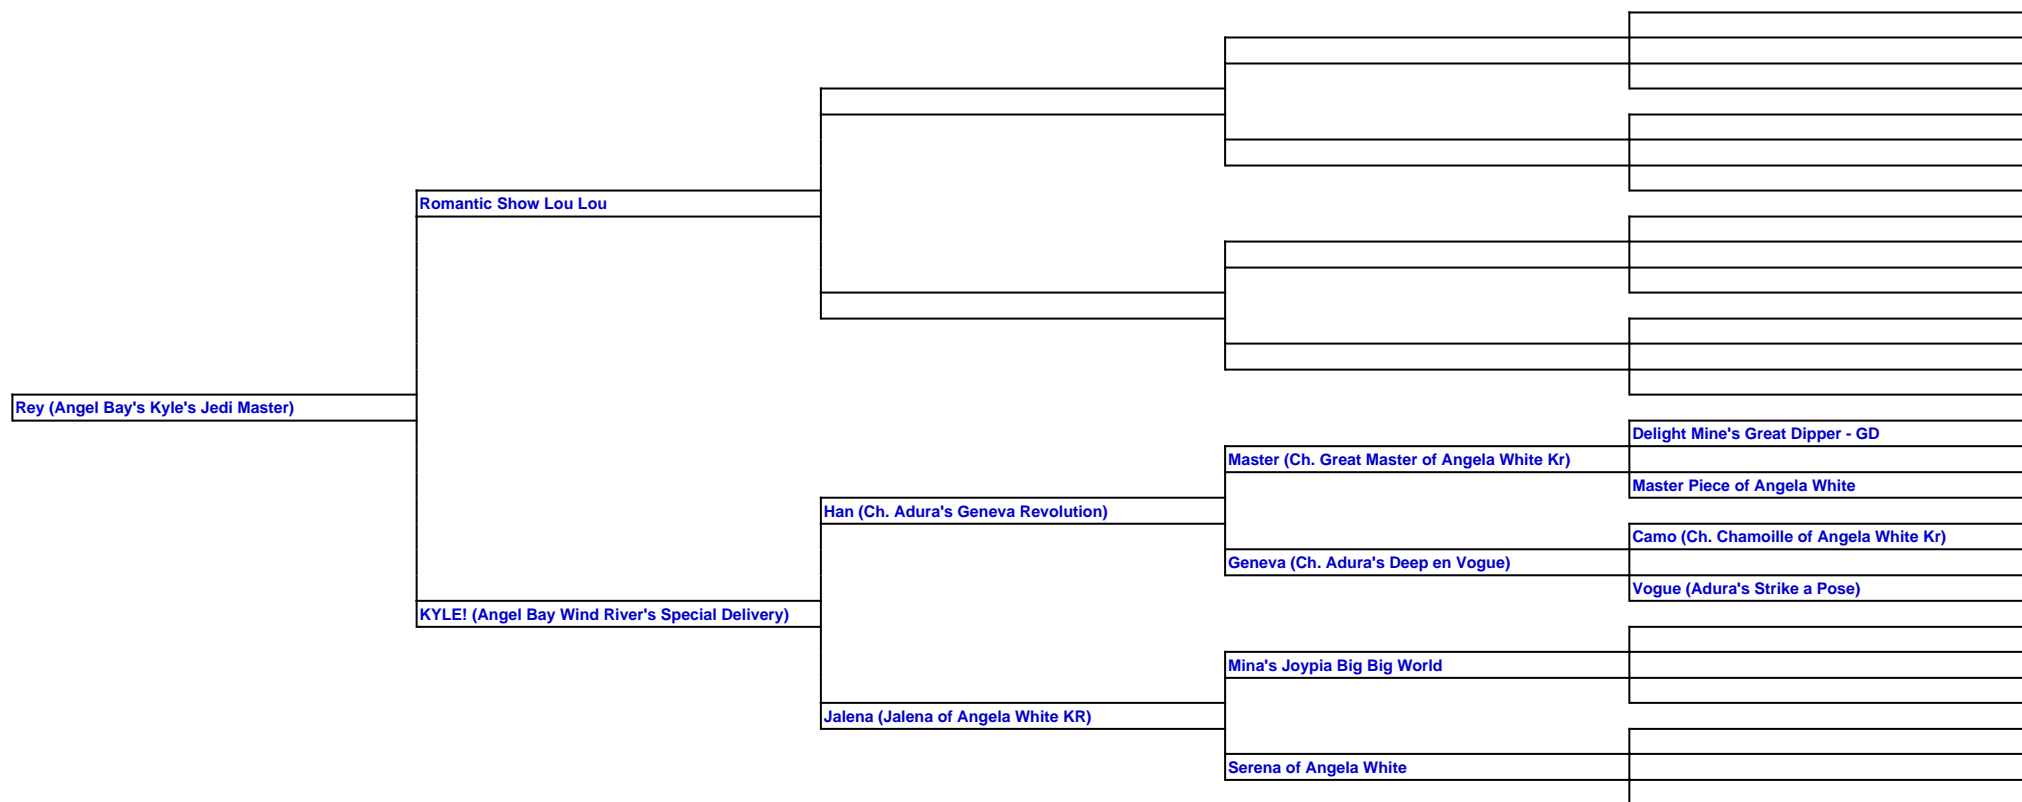 Romantic Show Lou Lou
Rey (Angel Bay's Kyle's Jedi Master)
Delight Mine's Great Dipper - GD
Master (Ch. Great Master of Angela White Kr)
Master Piece of Angela White
Han (Ch. Adura's Geneva Revolution)
Camo (Ch. Chamoille of Angela White Kr)
Geneva (Ch. Adura's Deep en Vogue)
Vogue (Adura's Strike a Pose)
KYLE! (Angel Bay Wind River's Special Delivery)
Mina's Joypia Big Big World
Jalena (Jalena of Angela White KR)
Serena of Angela White